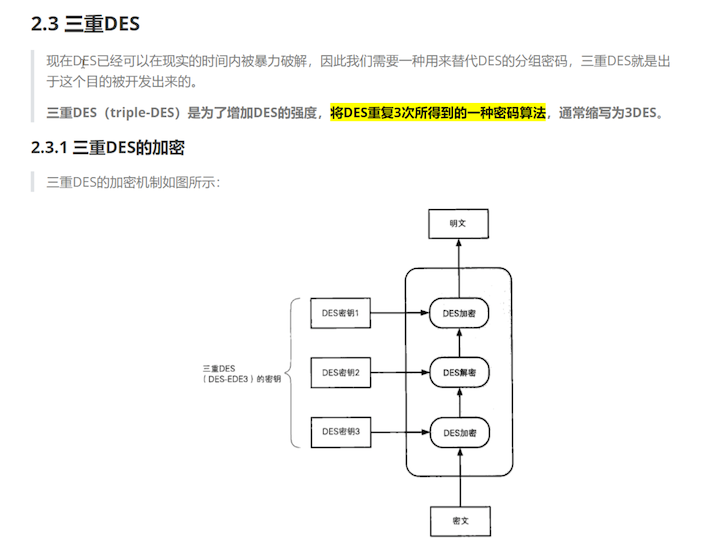 2.3 三重DES
现在DES已经可以在现实的时间内被暴力破解，因此我们需要一种用来替代DES的分组密码，三重DES就是出
于这个目的被开发出来的。
三重DES（triple-DES）是为了增加DES的强度，将DES重复3次所得到的一种密码算法，通常缩写为3DES。
2.3.1 三重DES的加密
三重DES的加密机制如图所示：
明文
DES密钥1
DES加密
三重DES
（DES-EDE3）的密钥
DES密钥2
DES解密
DES密钥3
DES加密
密文